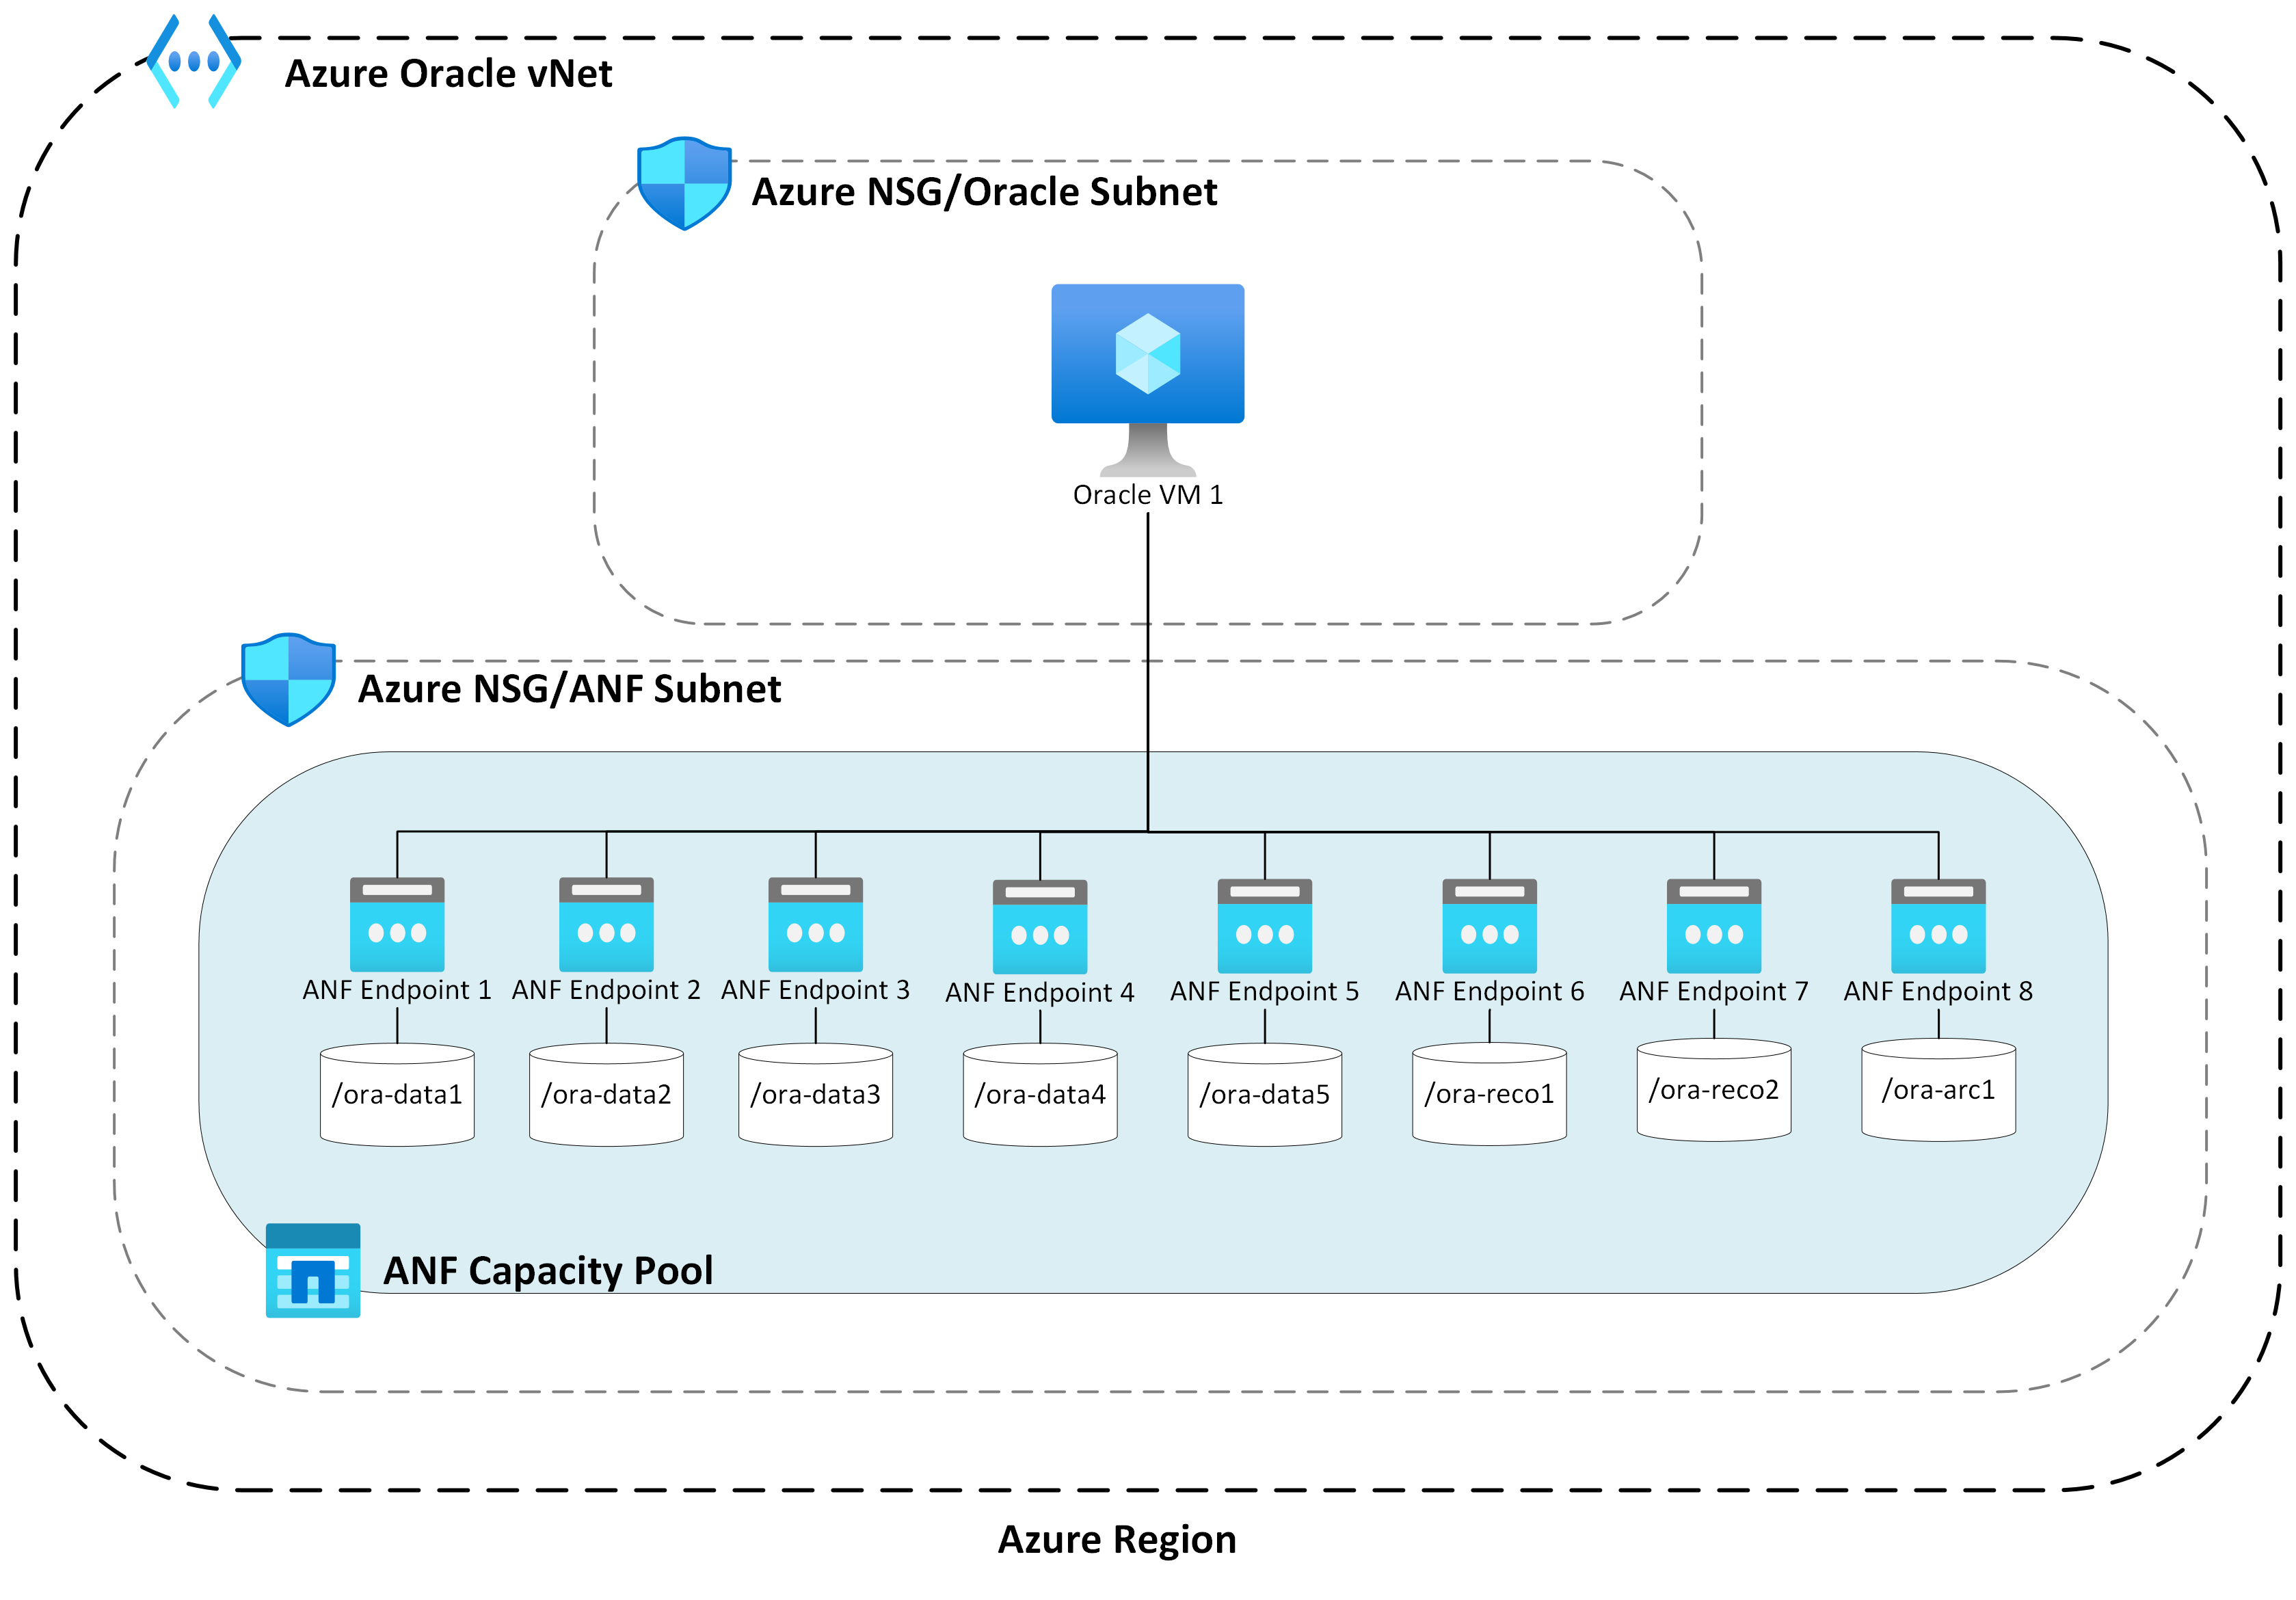 Azure Oracle vNet
Azure NSG/Oracle Subnet
Oracle VM 1
Azure NSG/ANF Subnet
ANF Endpoint 1
ANF Endpoint 2
ANF Endpoint 3
ANF Endpoint 4
ANF Endpoint 5
ANF Endpoint 6
ANF Endpoint 7
ANF Endpoint 8
/ora-data1
/ora-data2
/ora-data3
/ora-data4
/ora-data5
/ora-reco1
/ora-reco2
/ora-arc1
ANF Capacity Pool
Azure Region